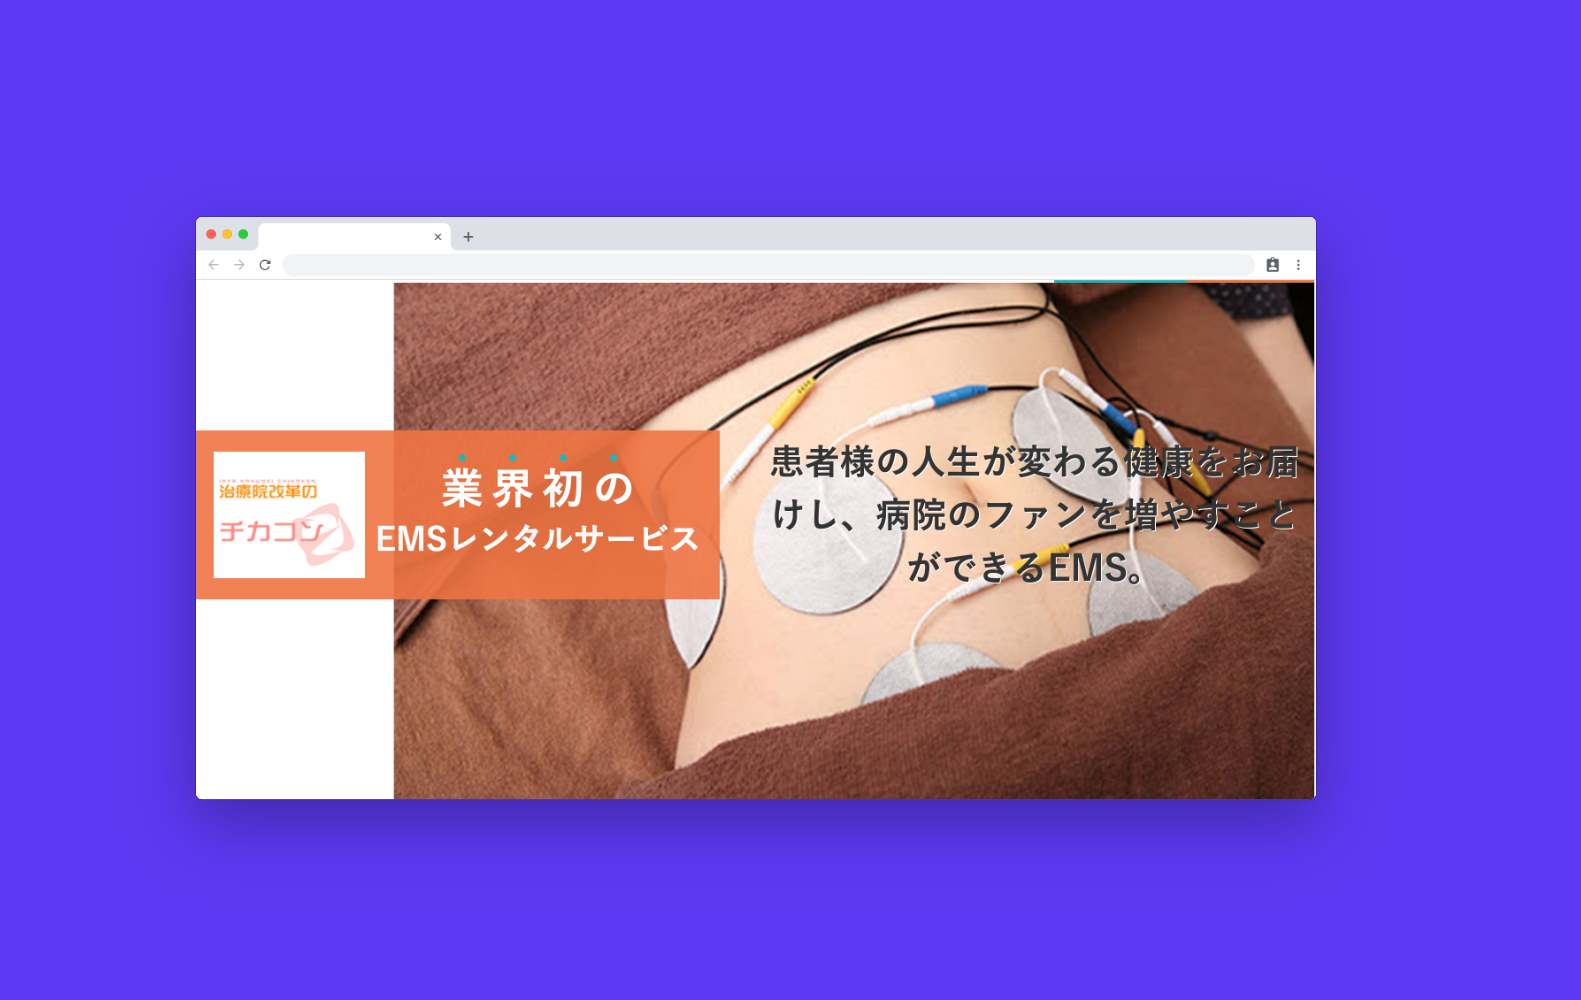 治療院改革の
チカコン
業界初の
EMSレンタルサービス
患者様の人生が変わる健康をお届
けし、病院のファンを増やすこと
ができるEMS。